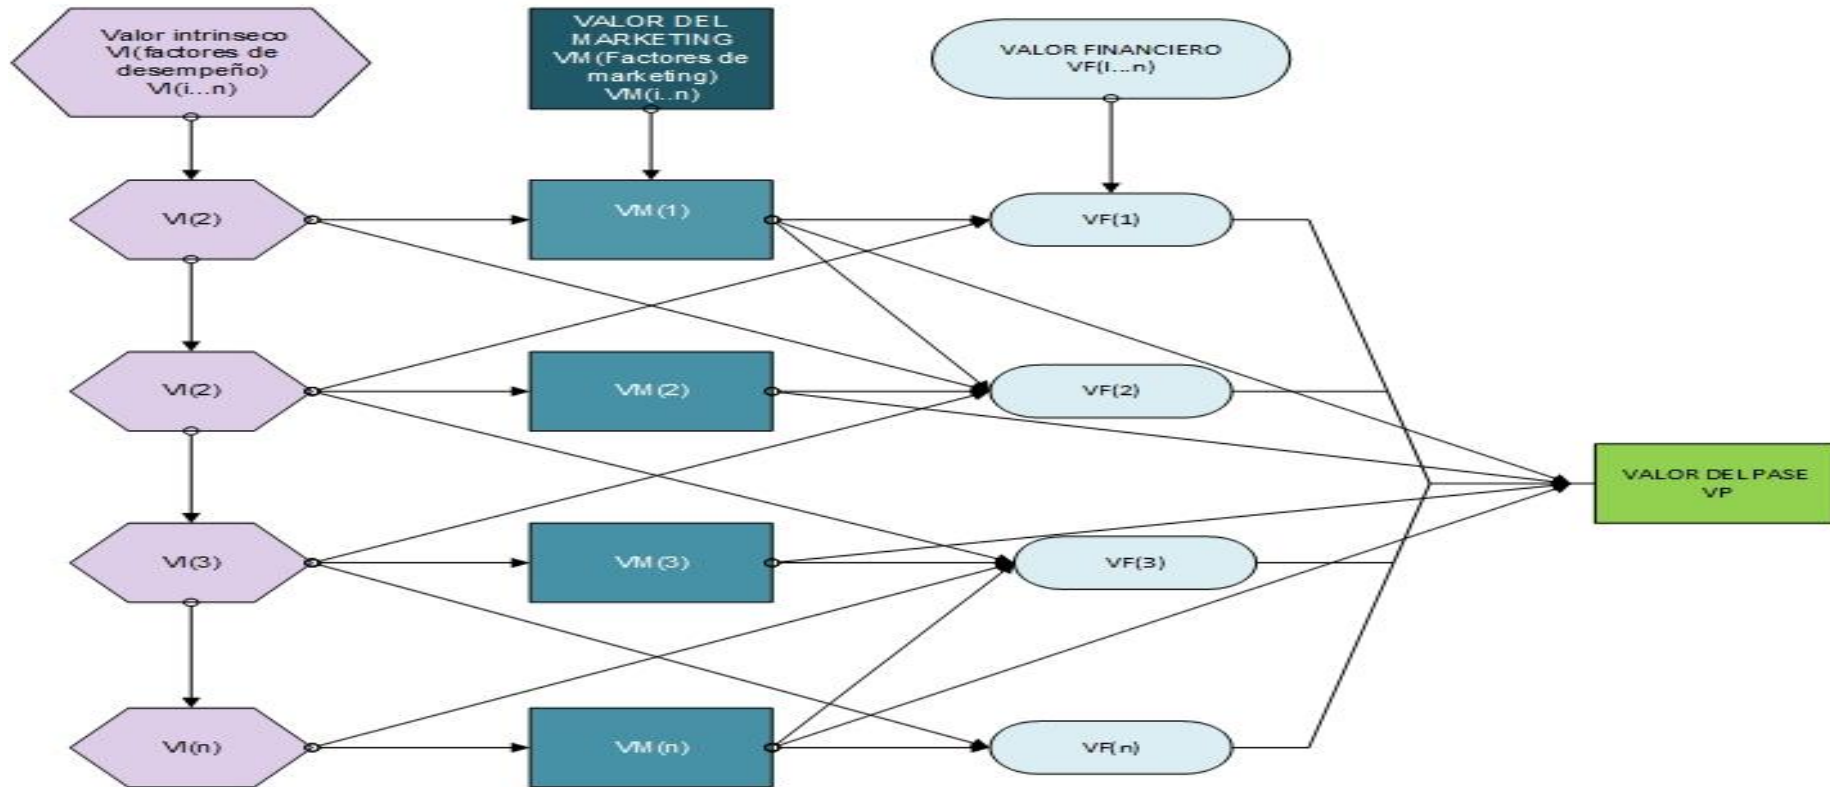 Valor intrinseco
VI(factores de
desempeño)
VI(i...n)
VALOR DEL
MARKETING
VM(Factores de
marketing)
VM(i..n)
VALOR FINANCIERO
VF(I...n)
VI(2)
VM(1)
VF(1)
VI(2)
VM(2)
VF(2)
VALOR DEL PASE
VP
VI(3)
VM(3)
VF(3)
VI(n)
VM(n)
VF(n)